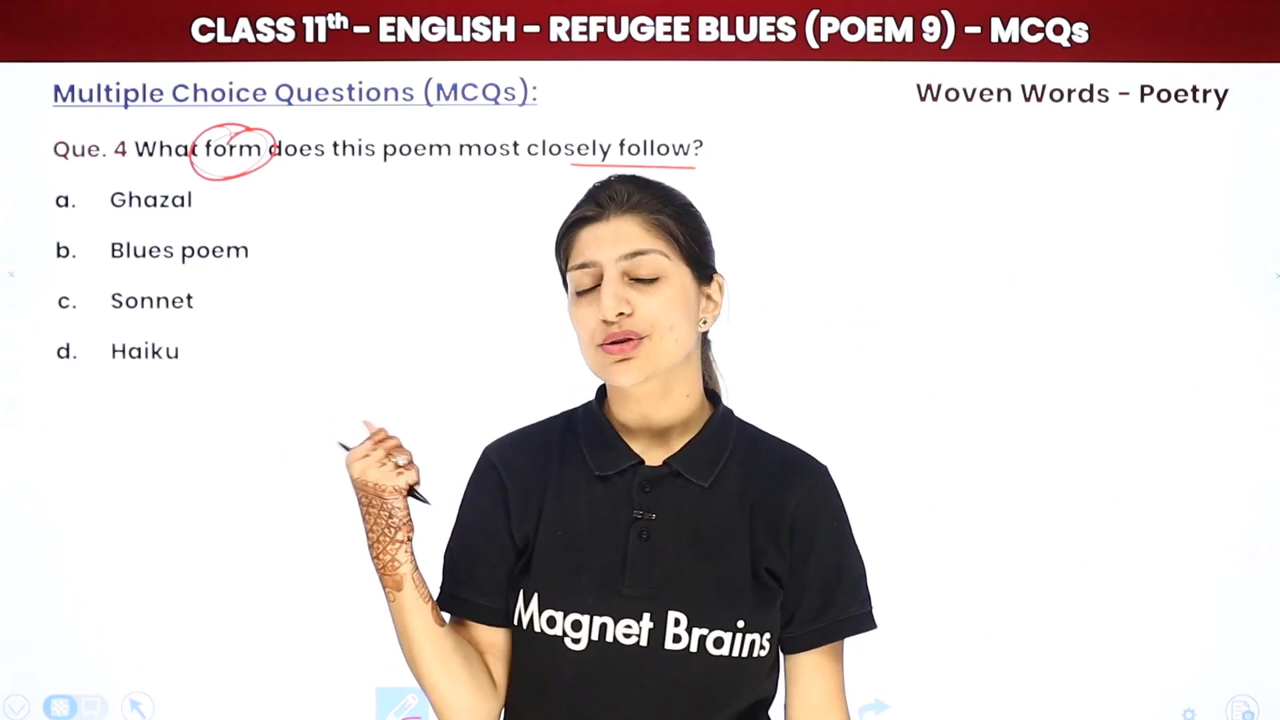 CLASS 11th - ENGLISH - REFUGEE BLUES (POEM 9) - MCQs
Multiple Choice Questions (MCQs):
Woven Words - Poetry
Que. 4 What form does this poem most closely follow?
a. Ghazal
b. Blues poem
c. Sonnet
d. Haiku
Magnet Brains